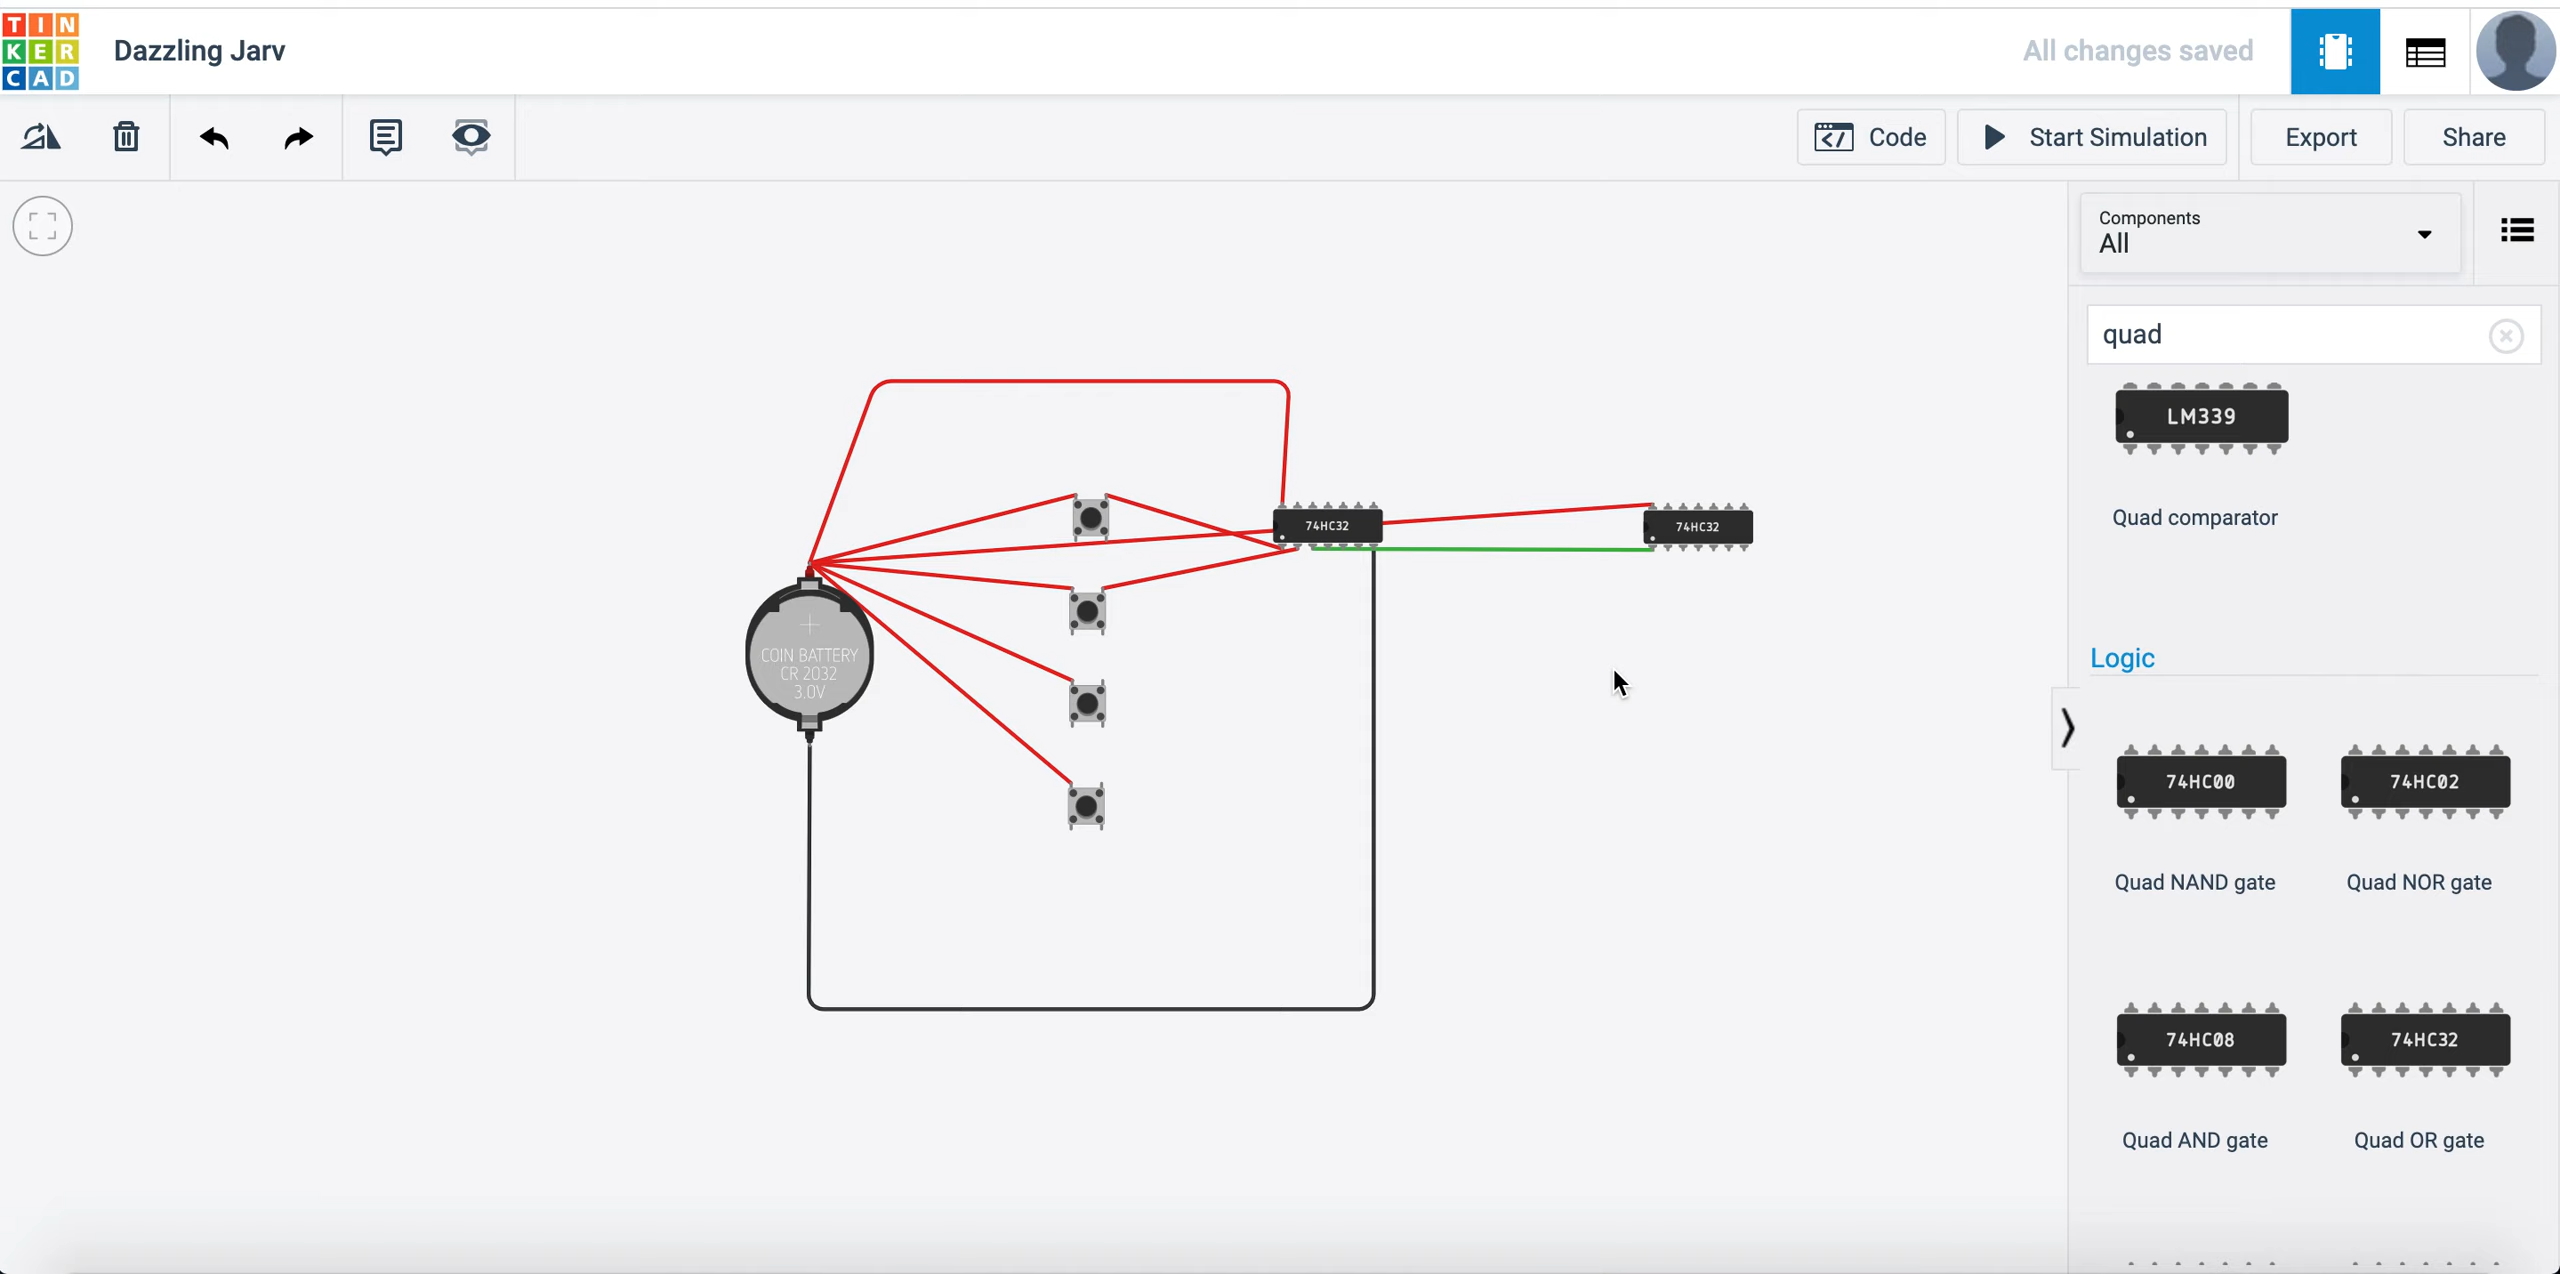 TIN
KER
CAD
Dazzling Jarv
All changes saved
Code
Start Simulation
Export
Share
Components
All
quad
LM339
Quad comparator
Logic
74HC00
74HC02
Quad NAND gate
Quad NOR gate
74HC08
74HC32
Quad AND gate
Quad OR gate
74HC32
74HC32
COIN BATTERY
CR 2032
3.0V